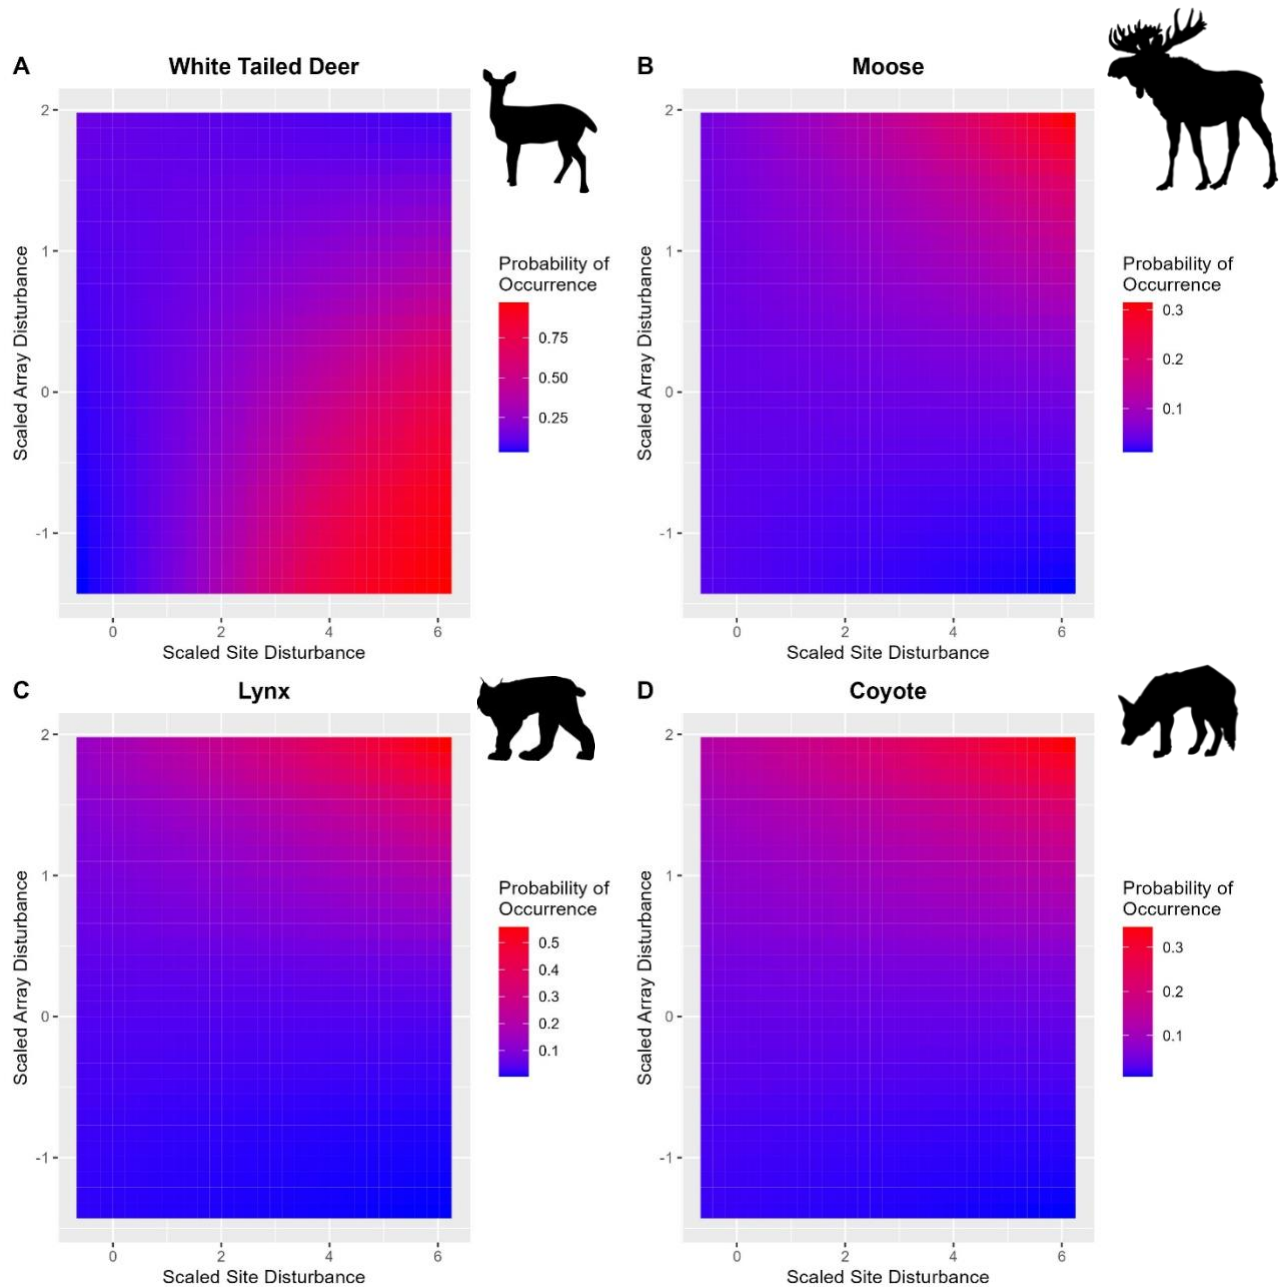 A
White Tailed Deer
2
1
0
-1
0
2
4
6
Scaled Array Disturbance
Scaled Site Disturbance
Probability of
Occurrence
0.75
0.50
0.25
B
Moose
2
1
0
-1
0
2
4
6
Scaled Array Disturbance
Scaled Site Disturbance
Probability of
Occurrence
0.3
0.2
0.1
C
Lynx
2
1
0
-1
0
2
4
6
Scaled Array Disturbance
Scaled Site Disturbance
Probability of
Occurrence
0.5
0.4
0.3
0.2
0.1
D
Coyote
2
1
0
-1
0
2
4
6
Scaled Array Disturbance
Scaled Site Disturbance
Probability of
Occurrence
0.3
0.2
0.1